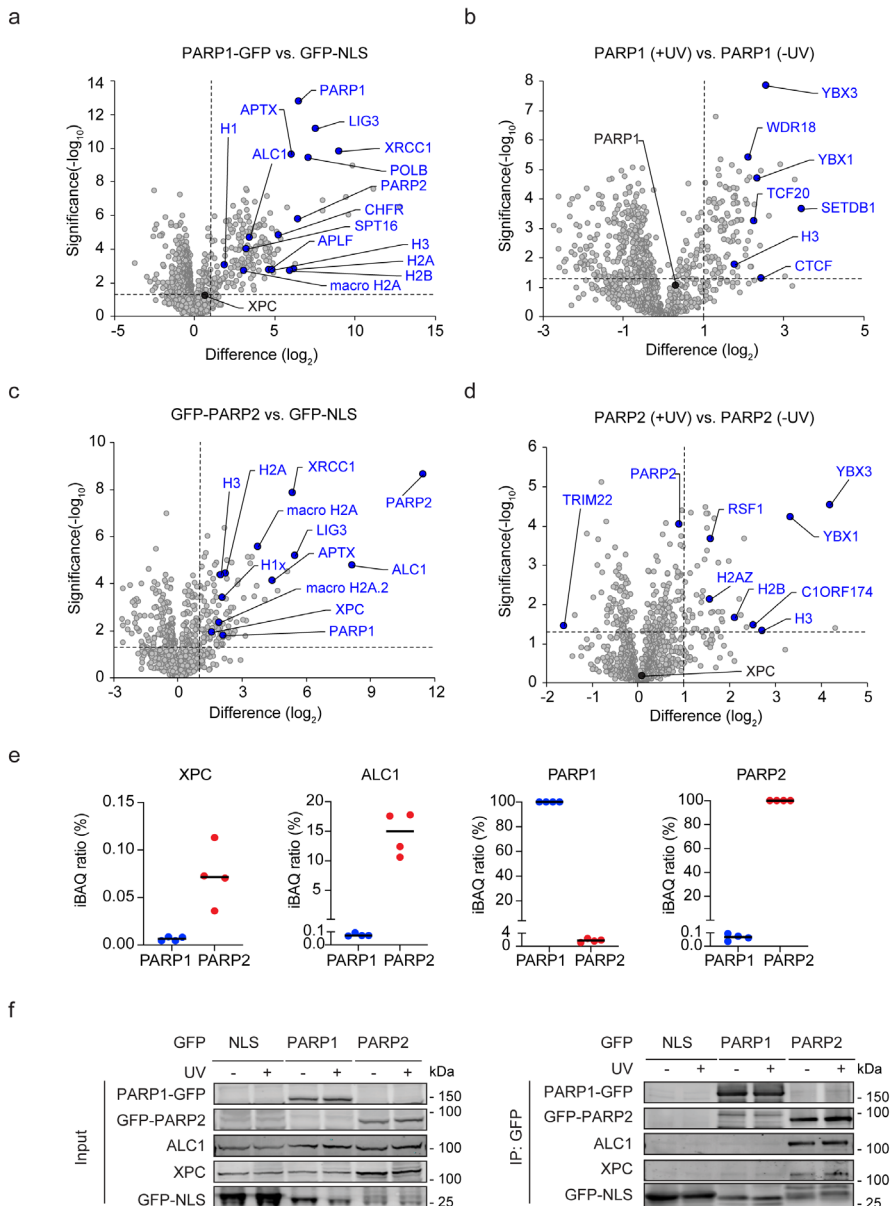 a
PARP1-GFP vs. GFP-NLS
Significance(-log10)
14
12
10
8
6
4
2
0
-5
0
5
10
15
Difference (log2)
PARP1
APTX
LIG3
H1
ALC1
XRCC1
POLB
PARP2
CHFR
SPT16
APLF
H3
H2A
H2B
macro H2A
XPC
b
PARP1 (+UV) vs. PARP1 (-UV)
Significance(-log10)
8
7
6
5
4
3
2
1
0
-3
-1
1
3
5
Difference (log2)
YBX3
WDR18
PARP1
YBX1
TCF20
SETDB1
H3
CTCF
c
GFP-PARP2 vs. GFP-NLS
Significance(-log10)
10
8
6
4
2
0
-3
0
3
6
9
12
Difference (log2)
XRCC1
H2A
H3
PARP2
macro H2A
LIG3
APTX
ALC1
H1x
macro H2A.2
XPC
PARP1
d
PARP2 (+UV) vs. PARP2 (-UV)
Significance(-log10)
6
5
4
3
2
1
0
-2
-1
0
1
2
3
4
5
Difference (log2)
YBX3
PARP2
TRIM22
RSF1
YBX1
H2AZ
H2B
C1ORF174
H3
XPC
e
XPC
iBAQ ratio (%)
0.15
0.10
0.05
0.00
PARP1 PARP2
ALC1
iBAQ ratio (%)
20
15
10
5
0.1
0.0
PARP1 PARP2
PARP1
iBAQ ratio (%)
100
80
60
40
20
4
0
PARP1 PARP2
PARP2
iBAQ ratio (%)
100
80
60
40
20
0.1
0.0
PARP1 PARP2
f
GFP NLS PARP1 PARP2
UV - + - + - + kDa
Input
PARP1-GFP - 150
GFP-PARP2 - 100
ALC1 - 100
XPC - 100
GFP-NLS - 25
GFP NLS PARP1 PARP2
UV - + - + - + kDa
IP: GFP
PARP1-GFP - 150
- 100
GFP-PARP2
ALC1 - 100
XPC - 100
GFP-NLS - 25